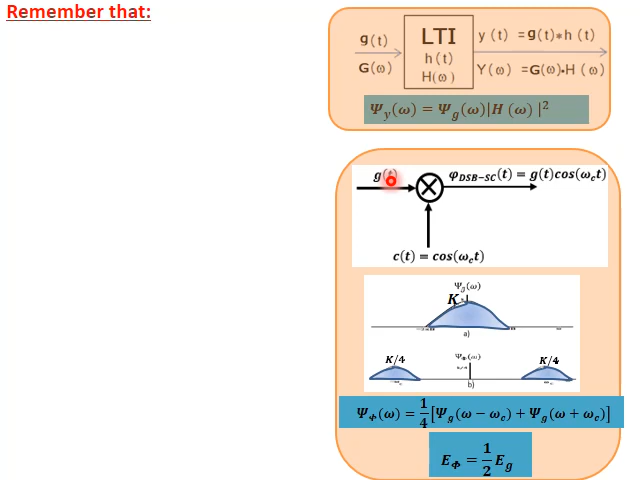 Remember that:
g(t)
G(ω)
LTI
h(t)
H(ω)
y (t) =g(t)*h (t)
Y(ω) =G(ω).H (ω)
Ψy(ω) = Ψg(ω)|H (ω) |²
g(t)
φDSB−SC(t) = g(t)cos(ωct)
c(t) = cos(ωct)
Ψg(ω)
K
a)
K/4
K/4
b)
ΨΦ(ω) = 1/4 [Ψg(ω − ωc) + Ψg(ω + ωc)]
EΦ = 1/2 Eg